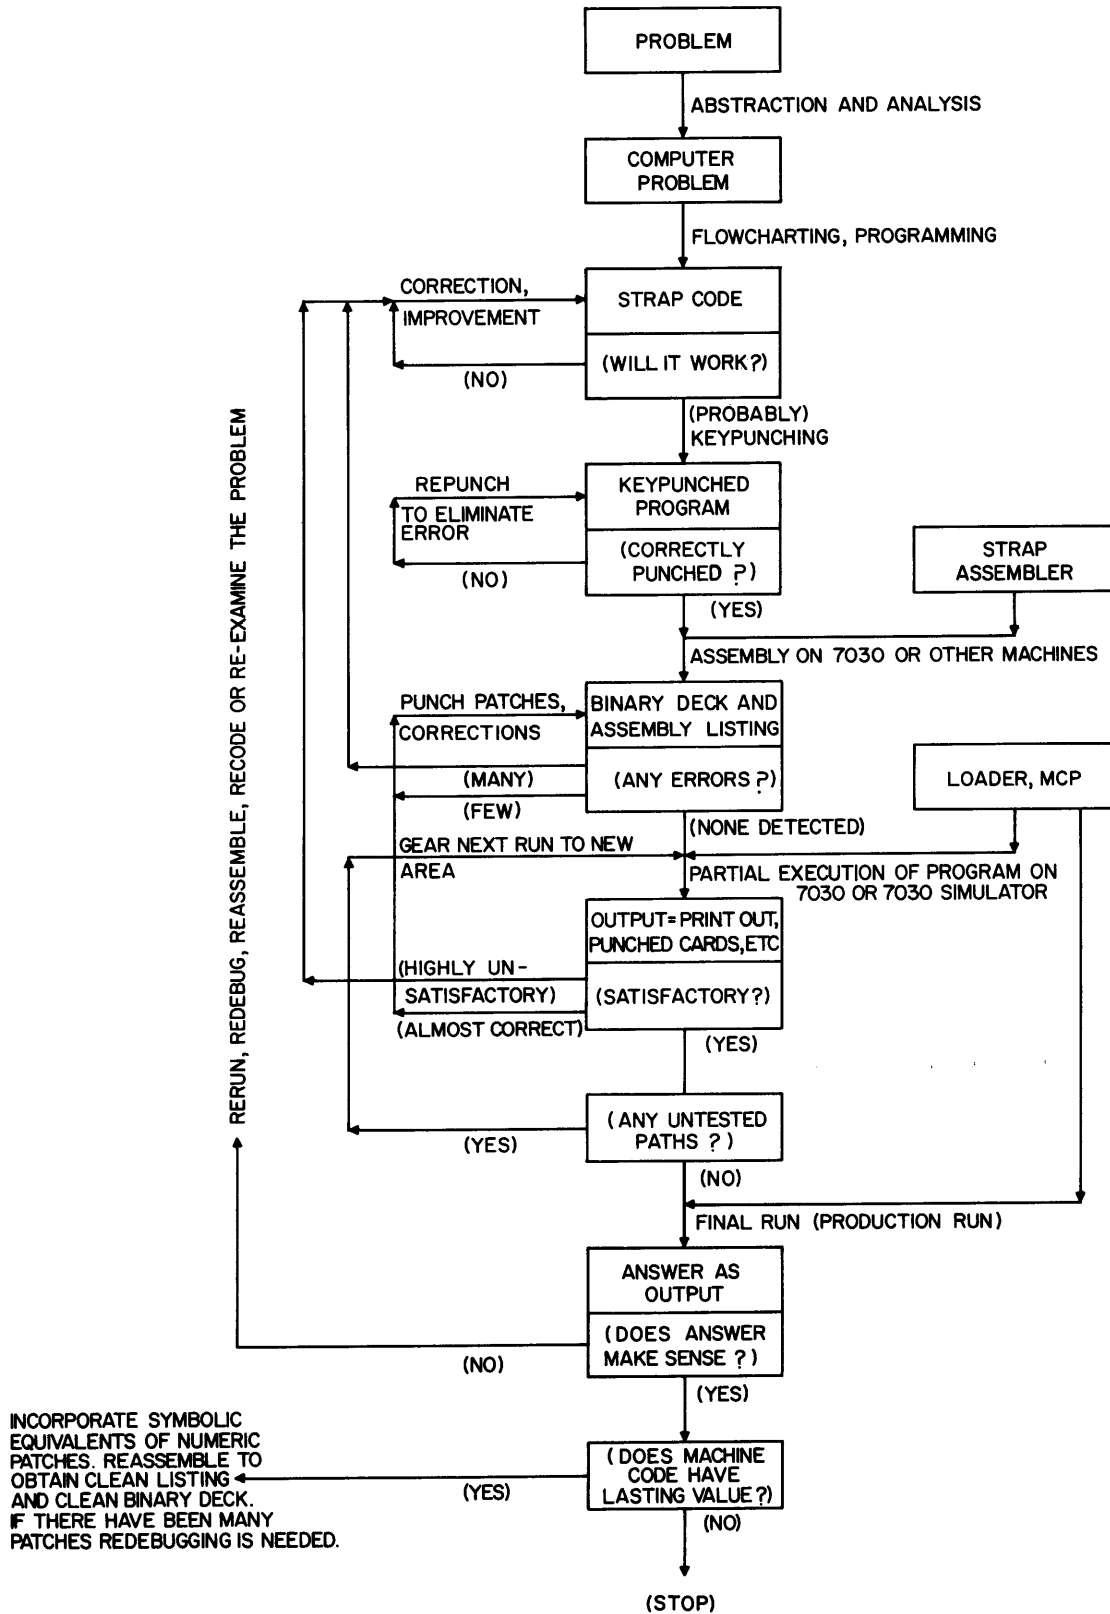 PROBLEM
ABSTRACTION AND ANALYSIS
COMPUTER
PROBLEM
FLOWCHARTING, PROGRAMMING
CORRECTION,
IMPROVEMENT
STRAP CODE
(WILL IT WORK?)
(NO)
(PROBABLY)
KEYPUNCHING
REPUNCH
TO ELIMINATE
ERROR
KEYPUNCHED
PROGRAM
(CORRECTLY
PUNCHED ?)
(NO)
(YES)
STRAP
ASSEMBLER
ASSEMBLY ON 7030 OR OTHER MACHINES
PUNCH PATCHES,
CORRECTIONS
BINARY DECK AND
ASSEMBLY LISTING
(ANY ERRORS ?)
(MANY)
(FEW)
LOADER, MCP
(NONE DETECTED)
GEAR NEXT RUN TO NEW
AREA
PARTIAL EXECUTION OF PROGRAM ON
7030 OR 7030 SIMULATOR
OUTPUT=PRINT OUT,
PUNCHED CARDS, ETC
(SATISFACTORY?)
(HIGHLY UN-
SATISFACTORY)
(ALMOST CORRECT)
(YES)
(ANY UNTESTED
PATHS ?)
(YES)
(NO)
FINAL RUN (PRODUCTION RUN)
RERUN, REDEBUG, REASSEMBLE, RECODE OR RE-EXAMINE THE PROBLEM
ANSWER AS
OUTPUT
(DOES ANSWER
MAKE SENSE ?)
(NO)
(YES)
(DOES MACHINE
CODE HAVE
LASTING VALUE?)
(YES)
INCORPORATE SYMBOLIC
EQUIVALENTS OF NUMERIC
PATCHES. REASSEMBLE TO
OBTAIN CLEAN LISTING
AND CLEAN BINARY DECK.
IF THERE HAVE BEEN MANY
PATCHES REDEBUGGING IS NEEDED.
(NO)
(STOP)